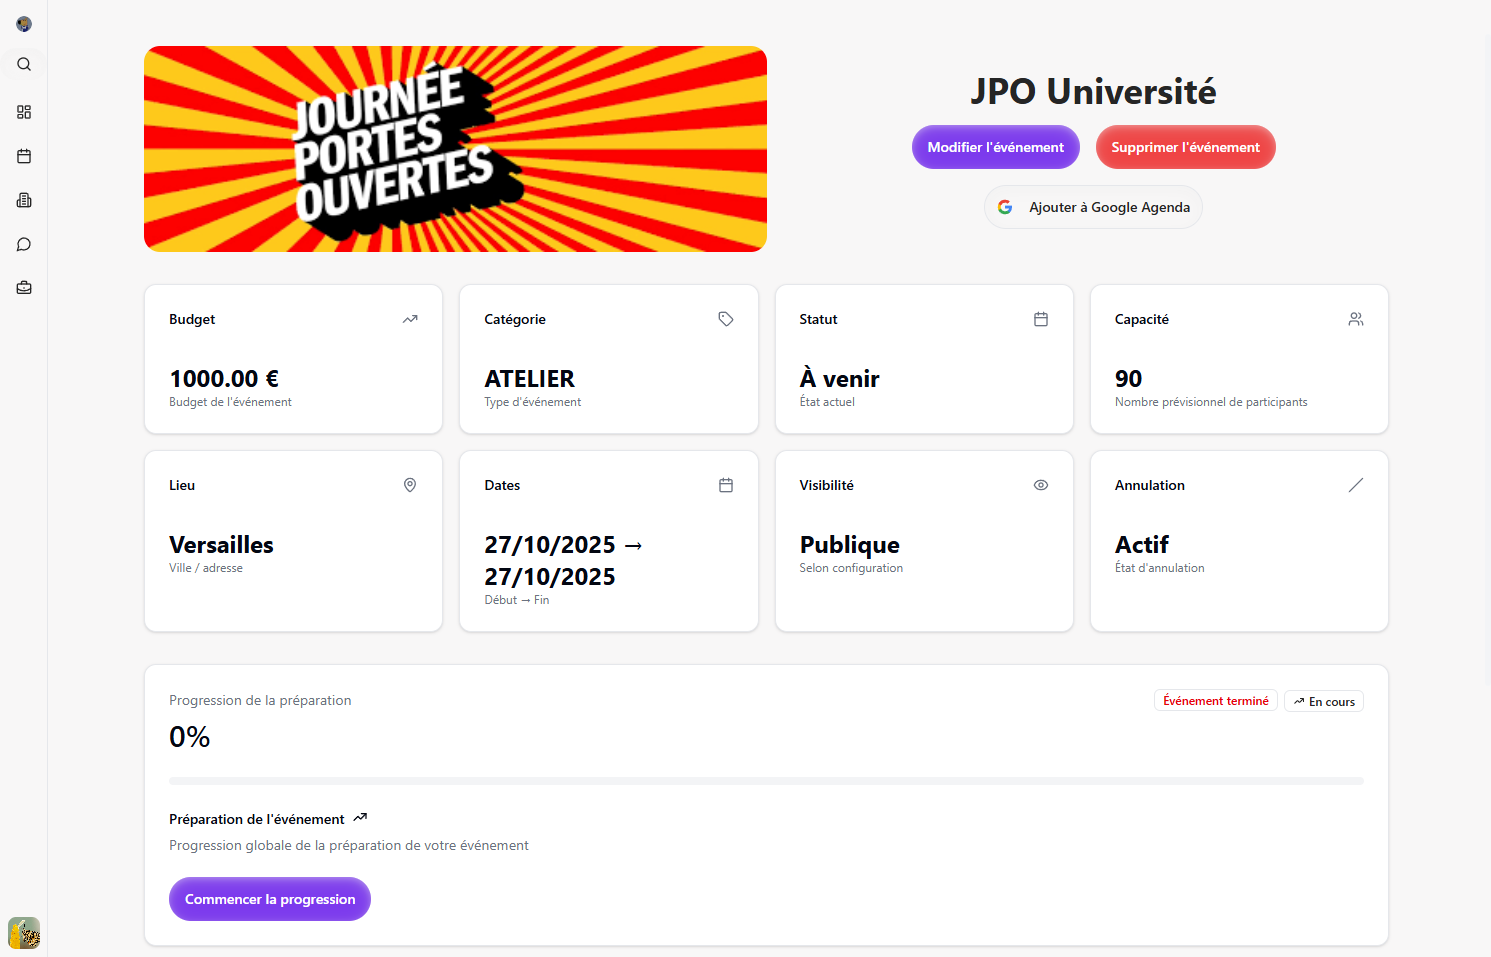 JOURNÉE
PORTES
OUVERTES
JPO Université
Modifier l'événement
Supprimer l'événement
Ajouter à Google Agenda
Budget
1000.00 €
Budget de l'événement
Catégorie
ATELIER
Type d'événement
Statut
À venir
État actuel
Capacité
90
Nombre prévisionnel de participants
Lieu
Versailles
Ville / adresse
Dates
27/10/2025 →
27/10/2025
Début → Fin
Visibilité
Publique
Selon configuration
Annulation
Actif
État d'annulation
Progression de la préparation
Événement terminé
En cours
0%
Préparation de l'événement
Progression globale de la préparation de votre événement
Commencer la progression